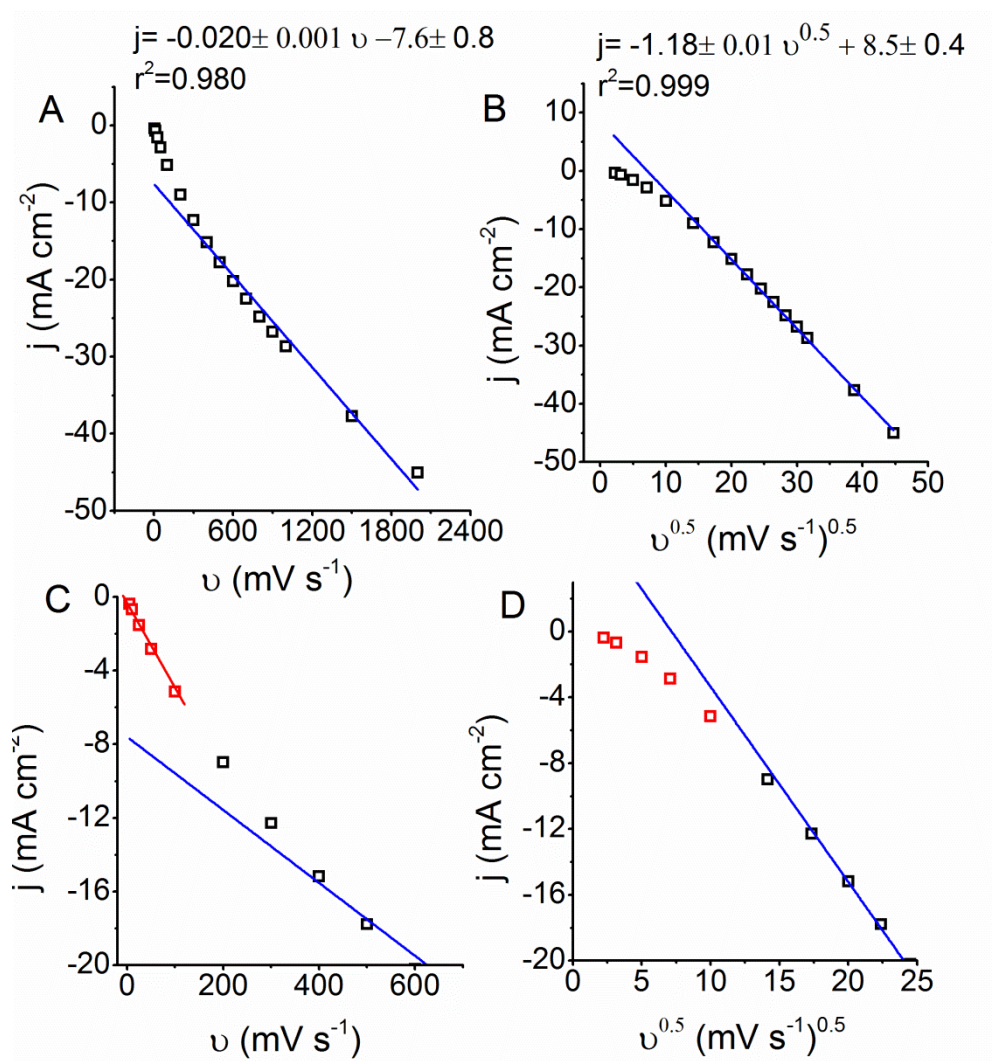 j= -0.020± 0.001 υ −7.6± 0.8
r²=0.980
j= -1.18± 0.01 υ^0.5 + 8.5± 0.4
r²=0.999
A
0
-10
-20
-30
-40
-50
j (mA cm⁻²)
0 600 1200 1800 2400
υ (mV s⁻¹)
B
10
0
-10
-20
-30
-40
-50
j (mA cm⁻²)
0 10 20 30 40 50
υ^0.5 (mV s⁻¹)^0.5
C
0
-4
-8
-12
-16
-20
j (mA cm⁻²)
0 200 400 600
υ (mV s⁻¹)
D
0
-4
-8
-12
-16
-20
j (mA cm⁻²)
0 5 10 15 20 25
υ^0.5 (mV s⁻¹)^0.5